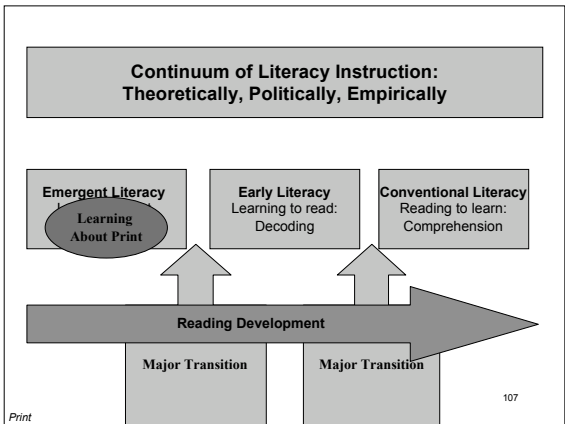 Continuum of Literacy Instruction:
Theoretically, Politically, Empirically
Emergent Literacy
Learning
About Print
Early Literacy
Learning to read:
Decoding
Conventional Literacy
Reading to learn:
Comprehension
Reading Development
Major Transition
Major Transition
107
Print